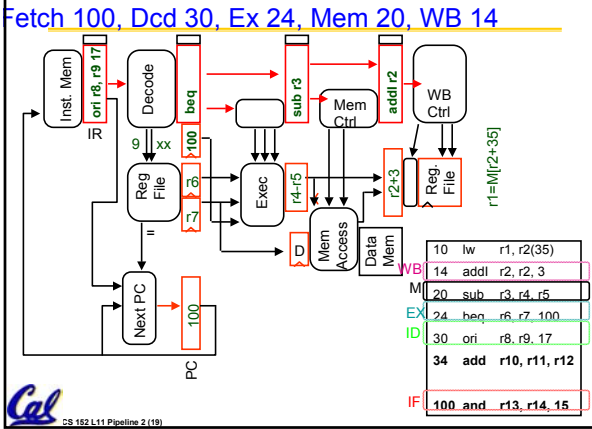 Fetch 100, Dcd 30, Ex 24, Mem 20, WB 14
Inst. Mem
ori r8, r9 17
IR
Decode
beq
100
9 xx
Reg File
r6
r7
=
Next PC
100
PC
Exec
sub r3
r4-r5
D
Mem Ctrl
Mem Access
Data Mem
addI r2
r2+3
WB Ctrl
Reg. File
r1=M[r2+35]
10 lw r1, r2(35)
WB 14 addI r2, r2, 3
M 20 sub r3, r4, r5
EX 24 beq r6, r7, 100
ID 30 ori r8, r9, 17
34 add r10, r11, r12
IF 100 and r13, r14, 15
Cal
CS 152 L11 Pipeline 2 (19)